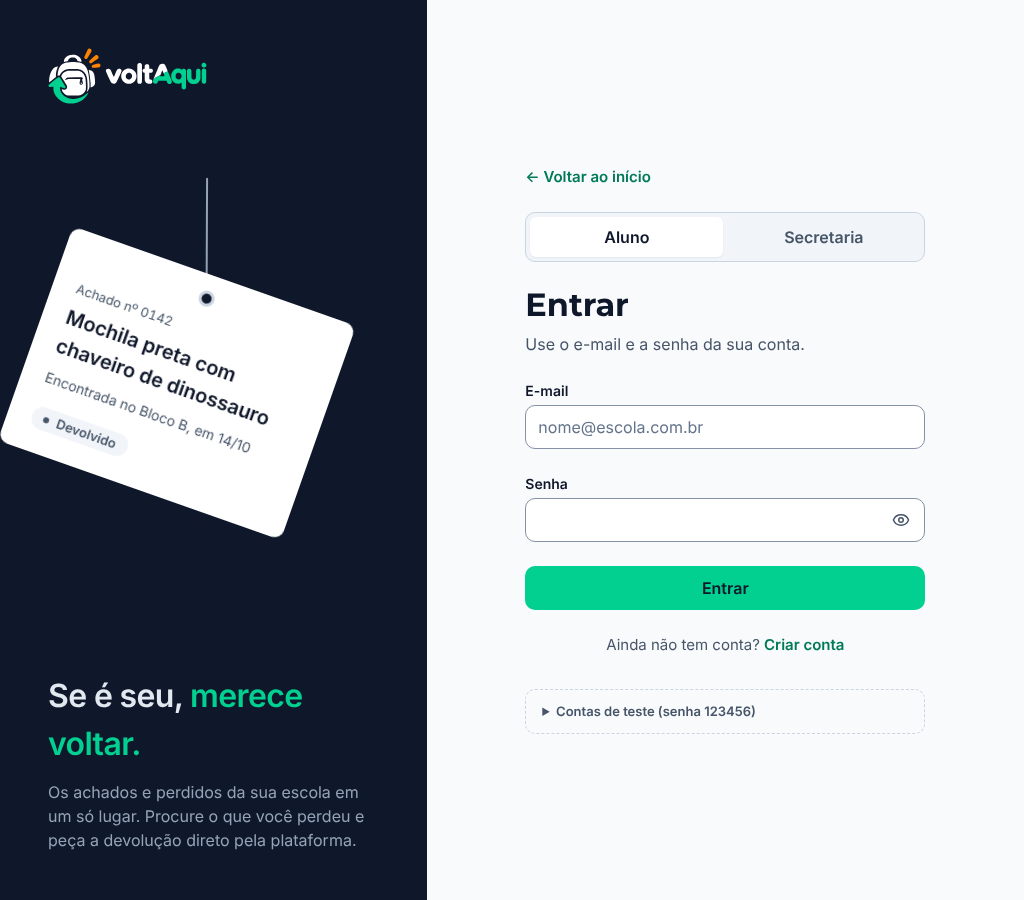 voltAqui
Achado nº 0142
Mochila preta com
chaveiro de dinossauro
Encontrada no Bloco B, em 14/10
Devolvido
Se é seu, merece
voltar.
Os achados e perdidos da sua escola em
um só lugar. Procure o que você perdeu e
peça a devolução direto pela plataforma.
← Voltar ao início
Aluno
Secretaria
Entrar
Use o e-mail e a senha da sua conta.
E-mail
nome@escola.com.br
Senha
Entrar
Ainda não tem conta? Criar conta
Contas de teste (senha 123456)